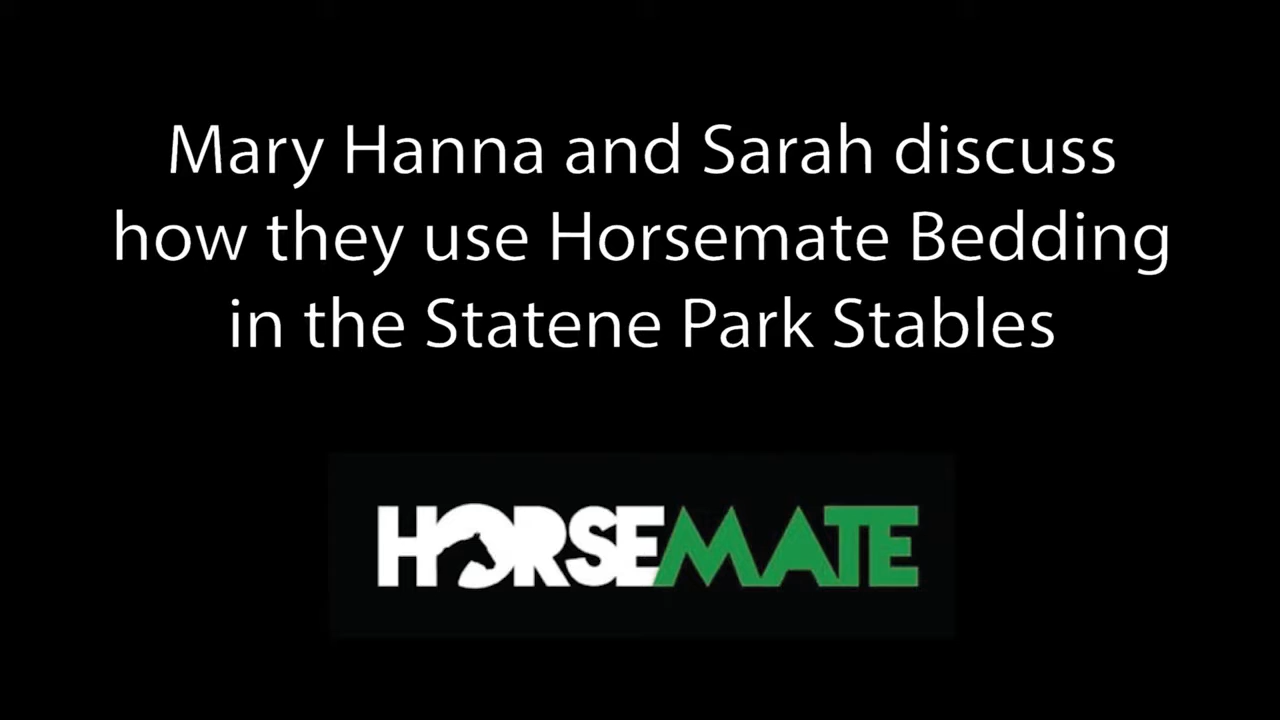 Mary Hanna and Sarah discuss
how they use Horsemate Bedding
in the Statene Park Stables
HORSEMATE